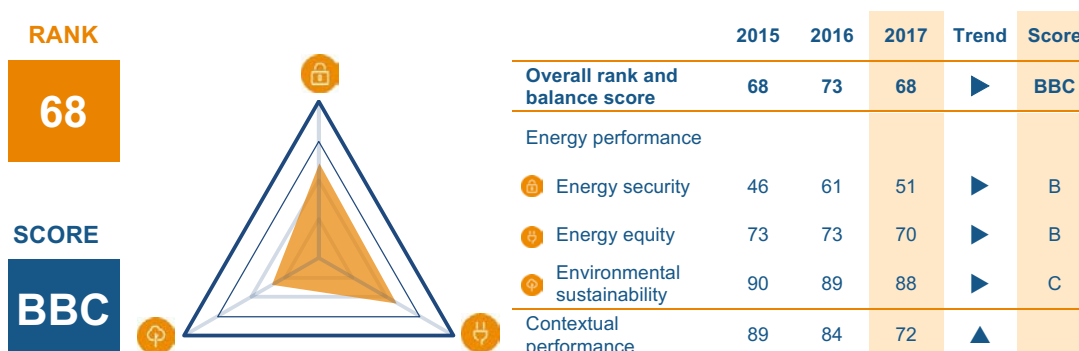 RANK
68
SCORE
BBC
2015 2016 2017 Trend Score
Overall rank and
balance score 68 73 68 BBC
Energy performance
Energy security 46 61 51 B
Energy equity 73 73 70 B
Environmental
sustainability 90 89 88 C
Contextual
performance 89 84 72